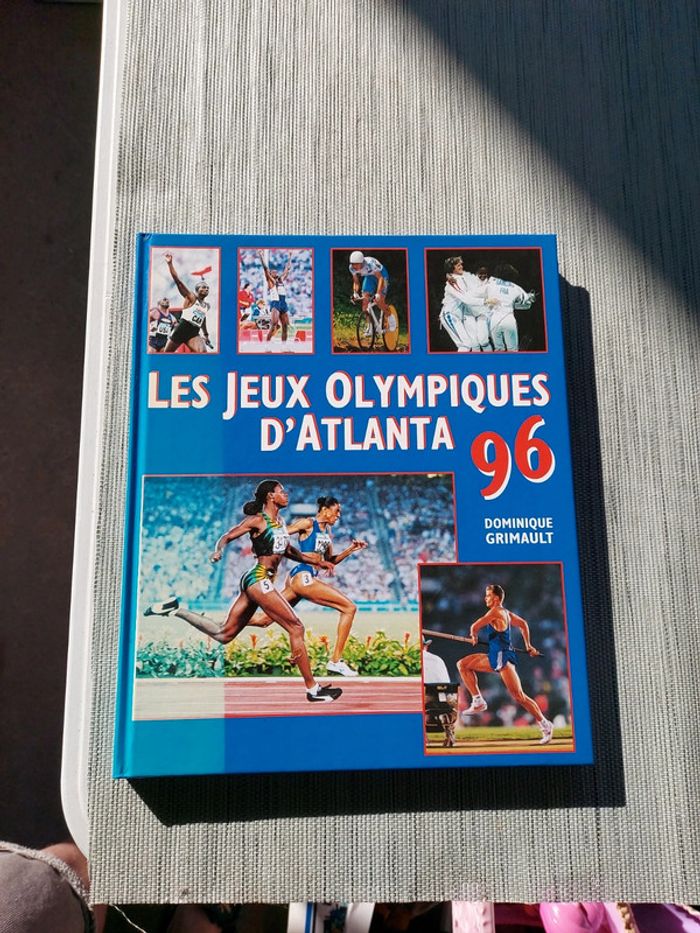 LES JEUX OLYMPIQUES
D'ATLANTA 96
DOMINIQUE
GRIMAULT